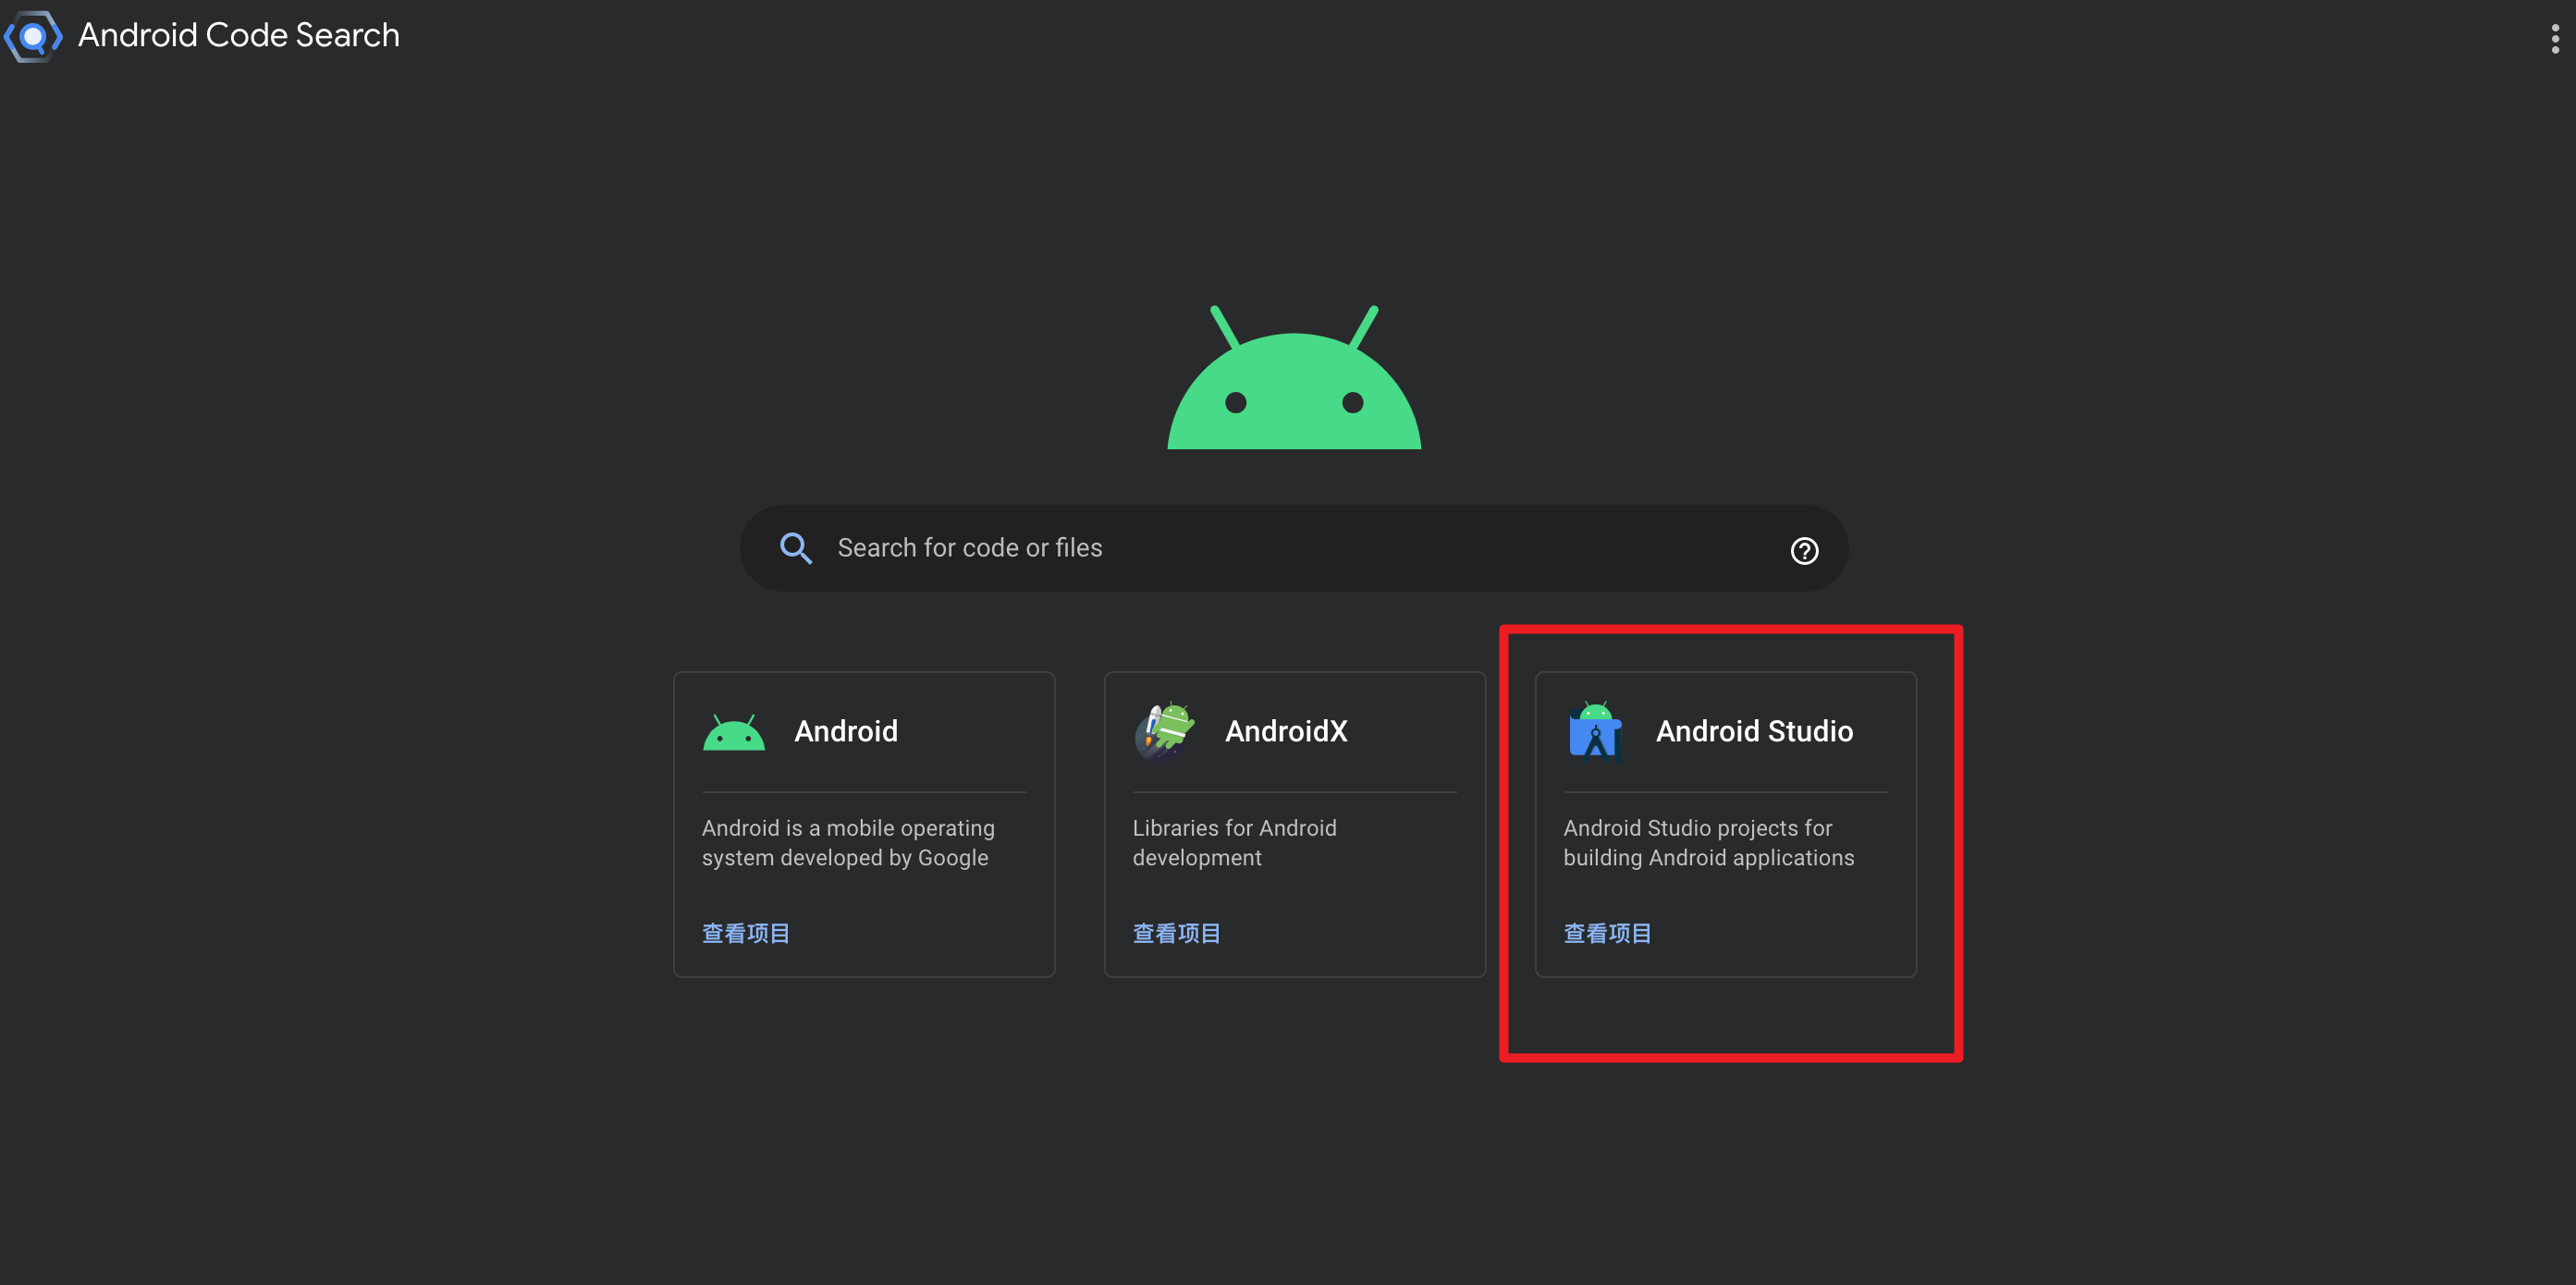 Android Code Search
Search for code or files
Android
Android is a mobile operating
system developed by Google
查看项目
AndroidX
Libraries for Android
development
查看项目
Android Studio
Android Studio projects for
building Android applications
查看项目